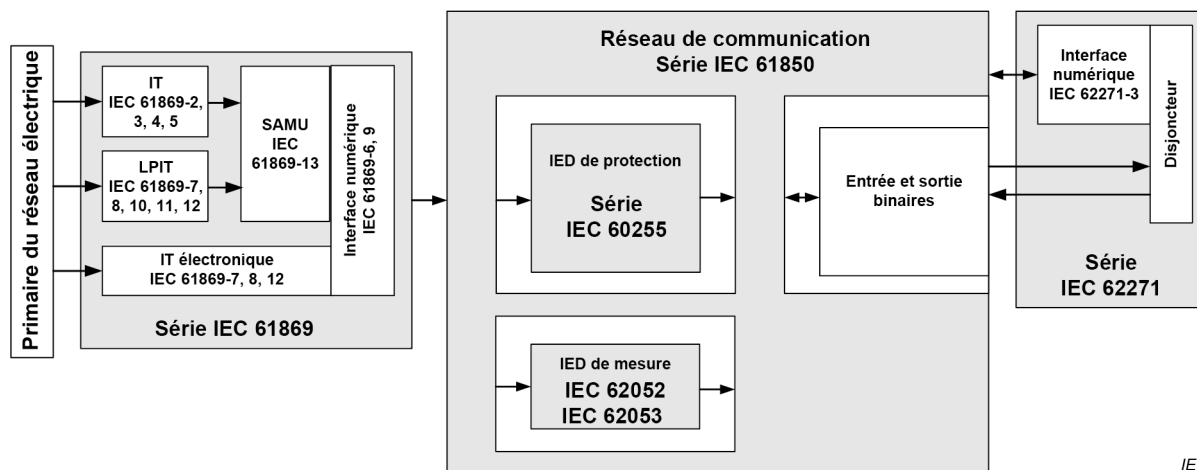 Primaire du réseau électrique
IT
IEC 61869-2,
3, 4, 5
LPIT
IEC 61869-7,
8, 10, 11, 12
SAMU
IEC
61869-13
Interface numérique
IEC 61869-6, 9
IT électronique
IEC 61869-7, 8, 12
Série IEC 61869
Réseau de communication
Série IEC 61850
IED de protection
Série
IEC 60255
Entrée et sortie
binaires
IED de mesure
IEC 62052
IEC 62053
Interface
numérique
IEC 62271-3
Disjoncteur
Série
IEC 62271